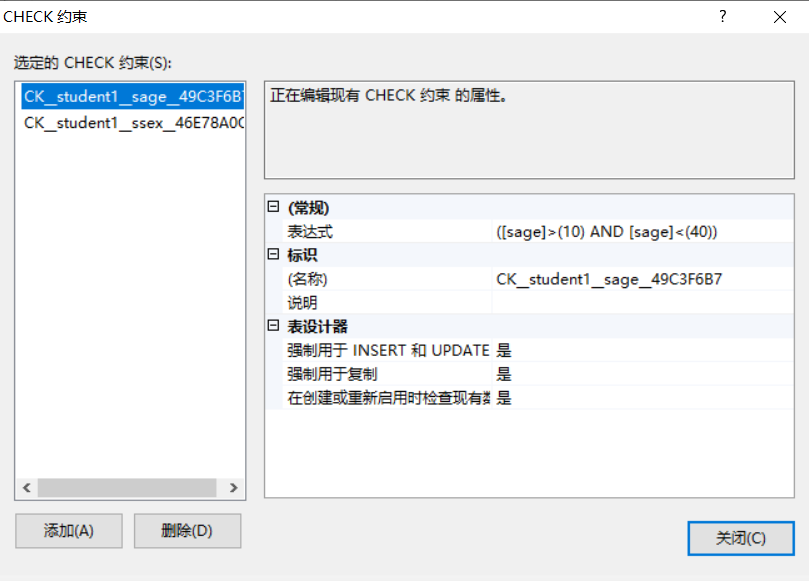 CHECK 约束
?
选定的 CHECK 约束(S):
CK__student1__sage__49C3F6B
CK__student1__ssex__46E78A0C
正在编辑现有 CHECK 约束 的属性。
(常规)
表达式 ([sage]>(10) AND [sage]<(40))
标识
(名称) CK__student1__sage__49C3F6B7
说明
表设计器
强制用于 INSERT 和 UPDATE 是
强制用于复制 是
在创建或重新启用时检查现有数 是
添加(A) 删除(D)
关闭(C)